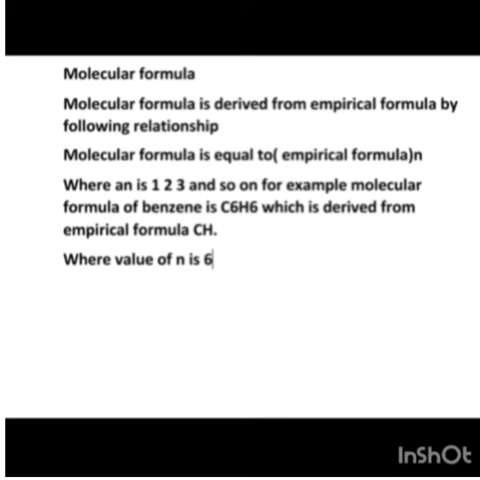 Molecular formula
Molecular formula is derived from empirical formula by
following relationship
Molecular formula is equal to( empirical formula)n
Where an is 1 2 3 and so on for example molecular
formula of benzene is C6H6 which is derived from
empirical formula CH.
Where value of n is 6
InShOt